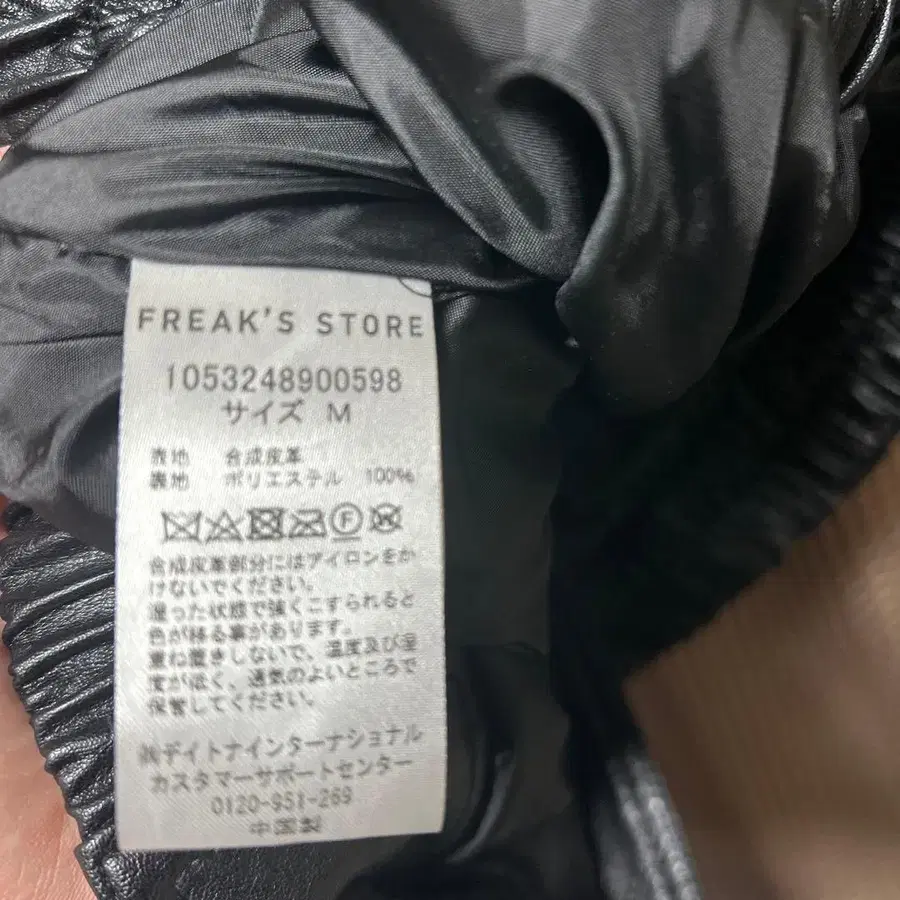 FREAK'S STORE
1053248900598
サイズ M
表地 合成皮革
裏地 ポリエステル 100%
F W
合成皮革部分にはアイロンをか
けないでください。
湿った状態で強くこすられると
色が移る事があります。
重ね置きしないで、温度及び湿
度が低く、通気のよいところで
保管してください。
㈱デイトナインターナショナル
カスタマーサポートセンター
0120-951-269
中国製